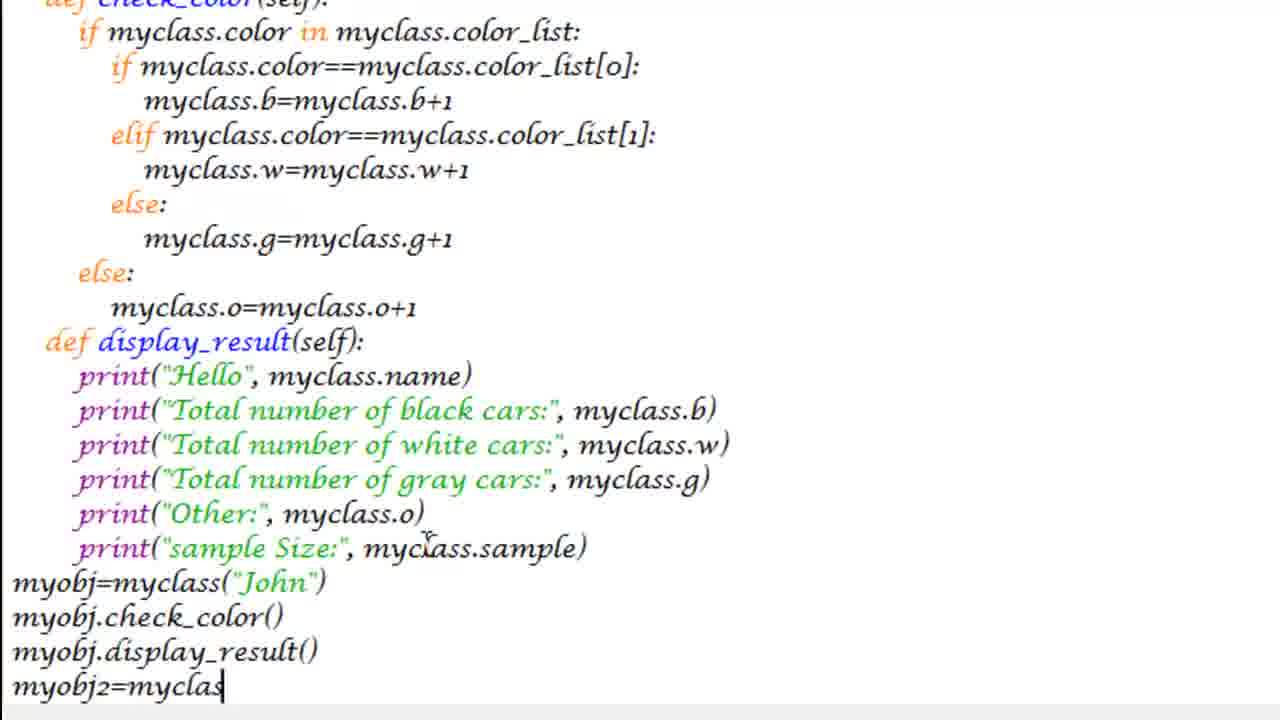 def check_color(self):
if myclass.color in myclass.color_list:
if myclass.color==myclass.color_list[0]:
myclass.b=myclass.b+1
elif myclass.color==myclass.color_list[1]:
myclass.w=myclass.w+1
else:
myclass.g=myclass.g+1
else:
myclass.o=myclass.o+1
def display_result(self):
print("Hello", myclass.name)
print("Total number of black cars:", myclass.b)
print("Total number of white cars:", myclass.w)
print("Total number of gray cars:", myclass.g)
print("Other:", myclass.o)
print("sample Size:", myclass.sample)
myobj=myclass("John")
myobj.check_color()
myobj.display_result()
myobj2=myclas